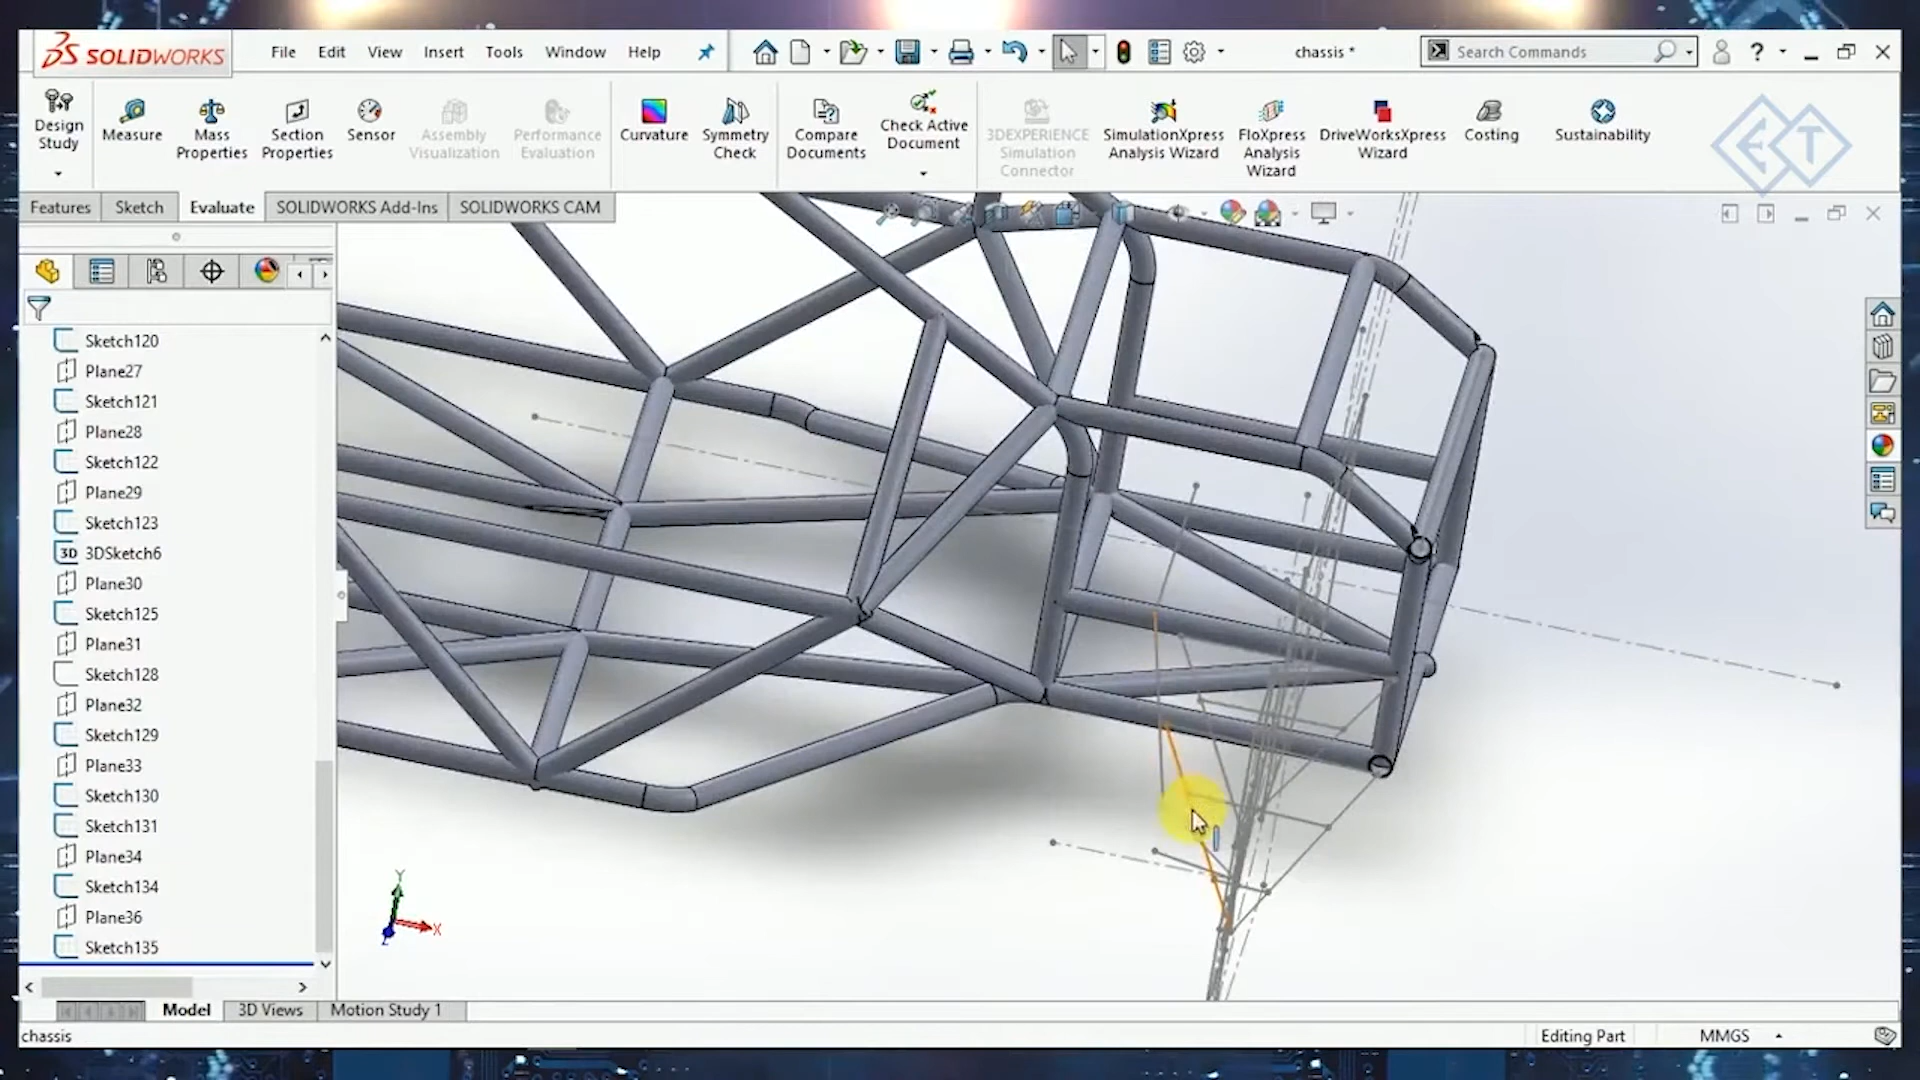 SOLIDWORKS File Edit View Insert Tools Window Help chassis * Search Commands ?
Design Study
Measure
Mass Properties
Section Properties
Sensor
Assembly Visualization
Performance Evaluation
Curvature
Symmetry Check
Compare Documents
Check Active Document
3DEXPERIENCE Simulation Connector
SimulationXpress Analysis Wizard
FloXpress Analysis Wizard
DriveWorksXpress Wizard
Costing
Sustainability
ET
Features Sketch Evaluate SOLIDWORKS Add-Ins SOLIDWORKS CAM
Sketch120
Plane27
Sketch121
Plane28
Sketch122
Plane29
Sketch123
3D 3DSketch6
Plane30
Sketch125
Plane31
Sketch128
Plane32
Sketch129
Plane33
Sketch130
Sketch131
Plane34
Sketch134
Plane36
Sketch135
Y
X
Z
Model 3D Views Motion Study 1
chassis Editing Part MMGS